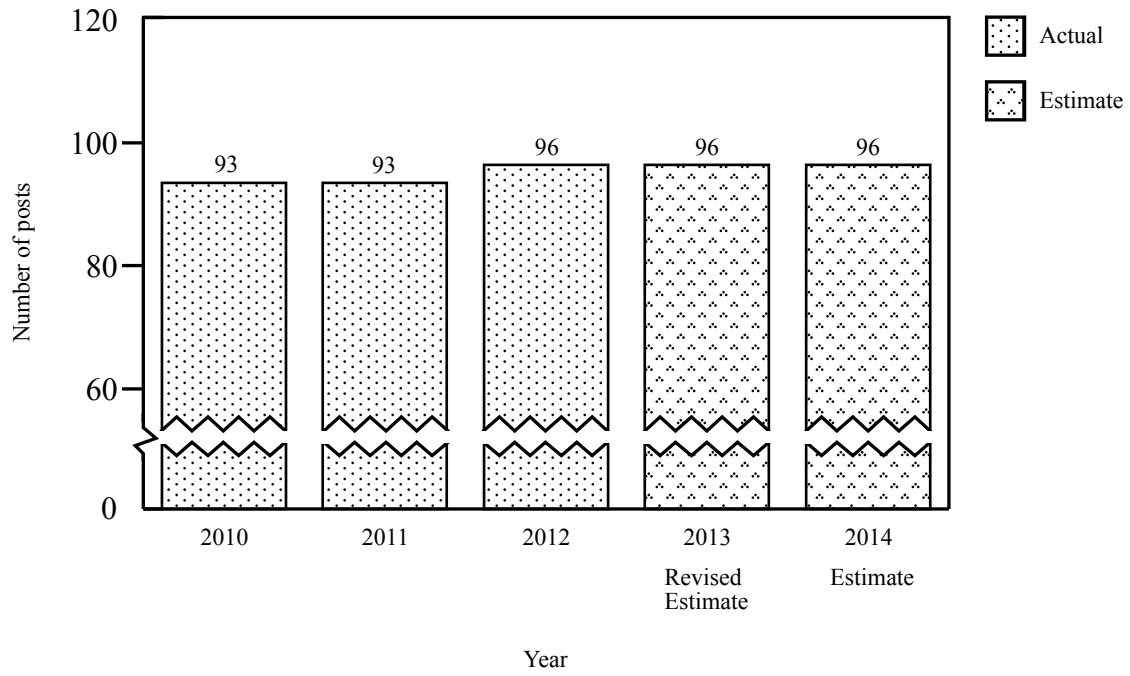 120
100
80
60
0
Number of posts
93
93
96
96
96
2010
2011
2012
2013
2014
Revised
Estimate
Estimate
Year
Actual
Estimate